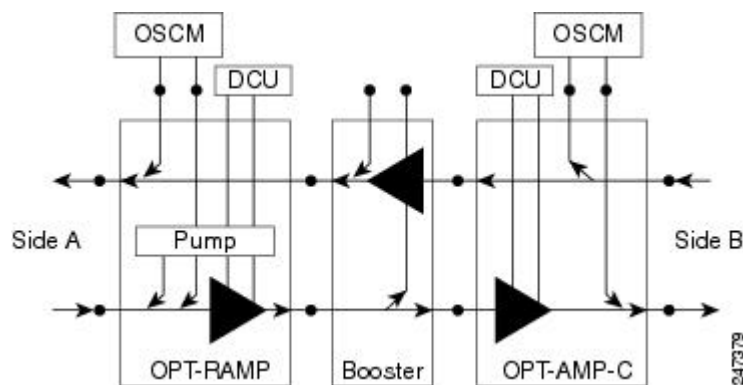 OSCM
OSCM
DCU
DCU
Side A
Pump
Side B
OPT-RAMP
Booster
OPT-AMP-C
247379